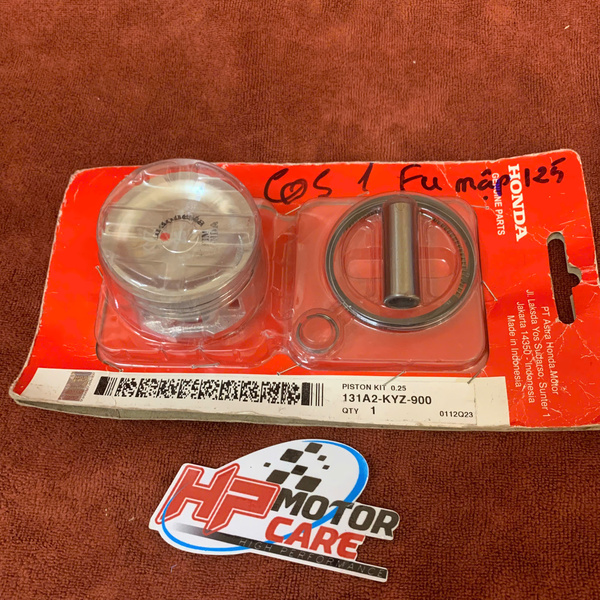 COS 1 Fu mập 125
HONDA
GENUINE PARTS
PT Astra Honda Motor
Jl. Laksda Yos Sudarso, Sunter 1
Jakarta 14350 - Indonesia
Made in Indonesia
PISTON KIT 0.25
131A2-KYZ-900
QTY 1
0112Q23
HP MOTOR
CARE
HIGH PERFORMANCE